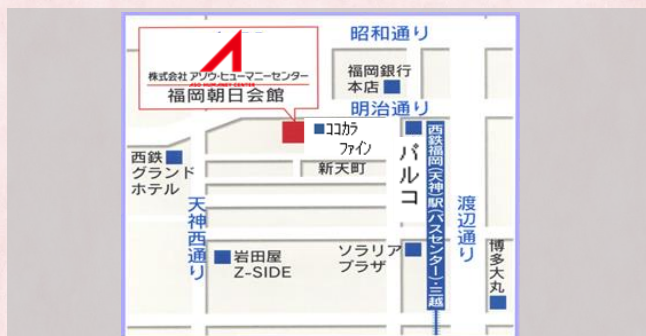 昭和通り
株式会社 アソウ・ヒューマニーセンター
ASO HUMANNY CENTER
福岡朝日会館
福岡銀行
本店
明治通り
ココカラ
ファイン
新天町
パルコ
西鉄福岡(天神)駅(バスセンター)・三越
西鉄
グランド
ホテル
天神西通り
渡辺通り
岩田屋
Z-SIDE
ソラリア
プラザ
博多大丸